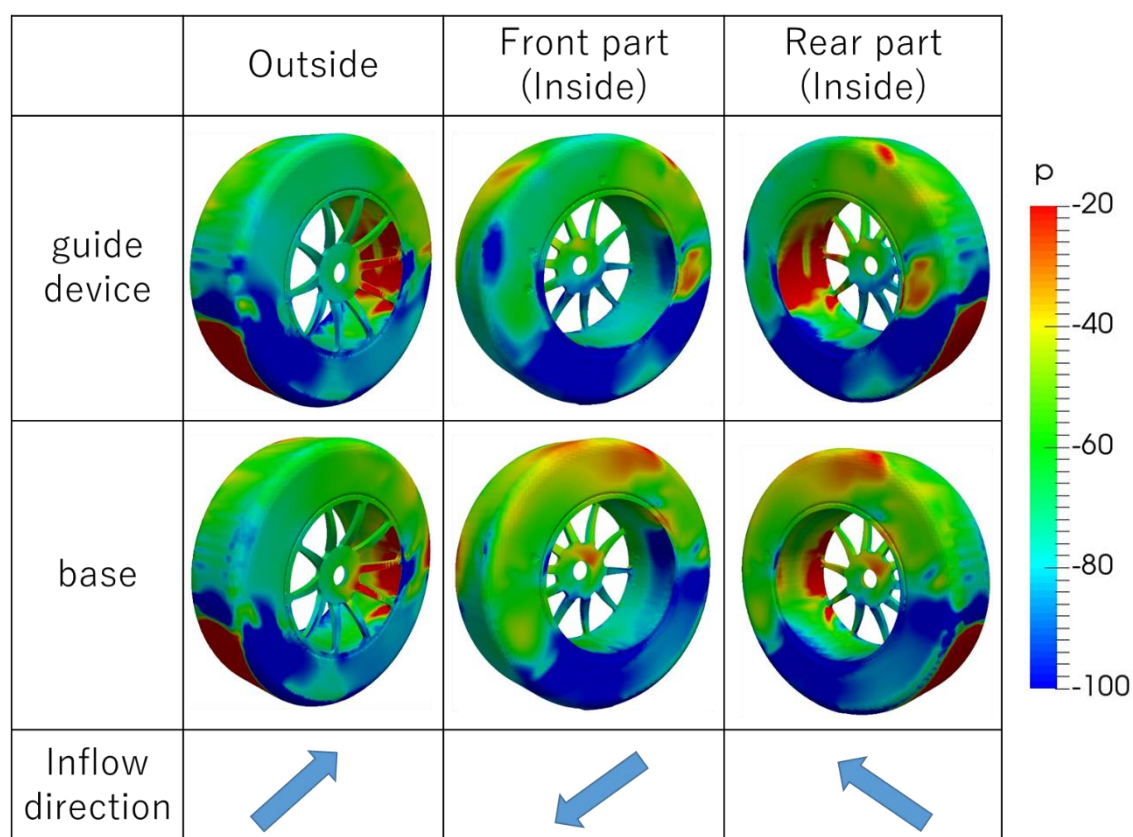 Outside
Front part
(Inside)
Rear part
(Inside)
guide
device
base
Inflow
direction
p
-20
-40
-60
-80
-100